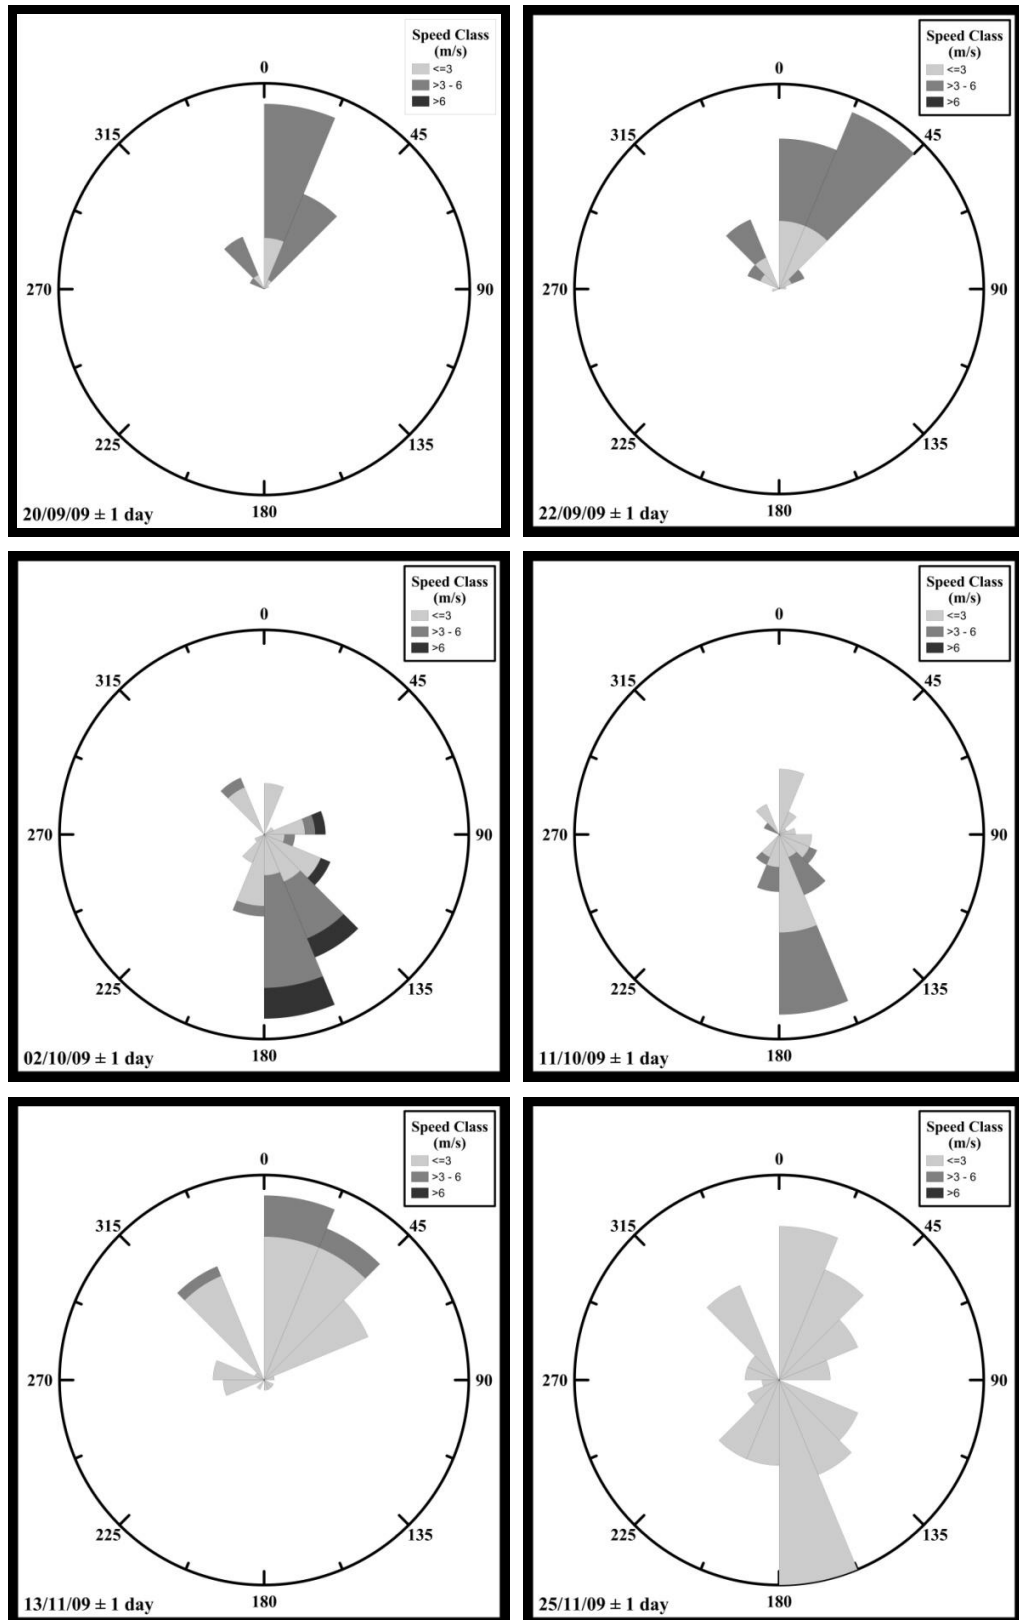 Speed Class
(m/s)
<=3
>3 - 6
>6
0
45
90
135
180
225
270
315
20/09/09 ± 1 day
Speed Class
(m/s)
<=3
>3 - 6
>6
0
45
90
135
180
225
270
315
22/09/09 ± 1 day
Speed Class
(m/s)
<=3
>3 - 6
>6
0
45
90
135
180
225
270
315
02/10/09 ± 1 day
Speed Class
(m/s)
<=3
>3 - 6
>6
0
45
90
135
180
225
270
315
11/10/09 ± 1 day
Speed Class
(m/s)
<=3
>3 - 6
>6
0
45
90
135
180
225
270
315
13/11/09 ± 1 day
Speed Class
(m/s)
<=3
>3 - 6
>6
0
45
90
135
180
225
270
315
25/11/09 ± 1 day